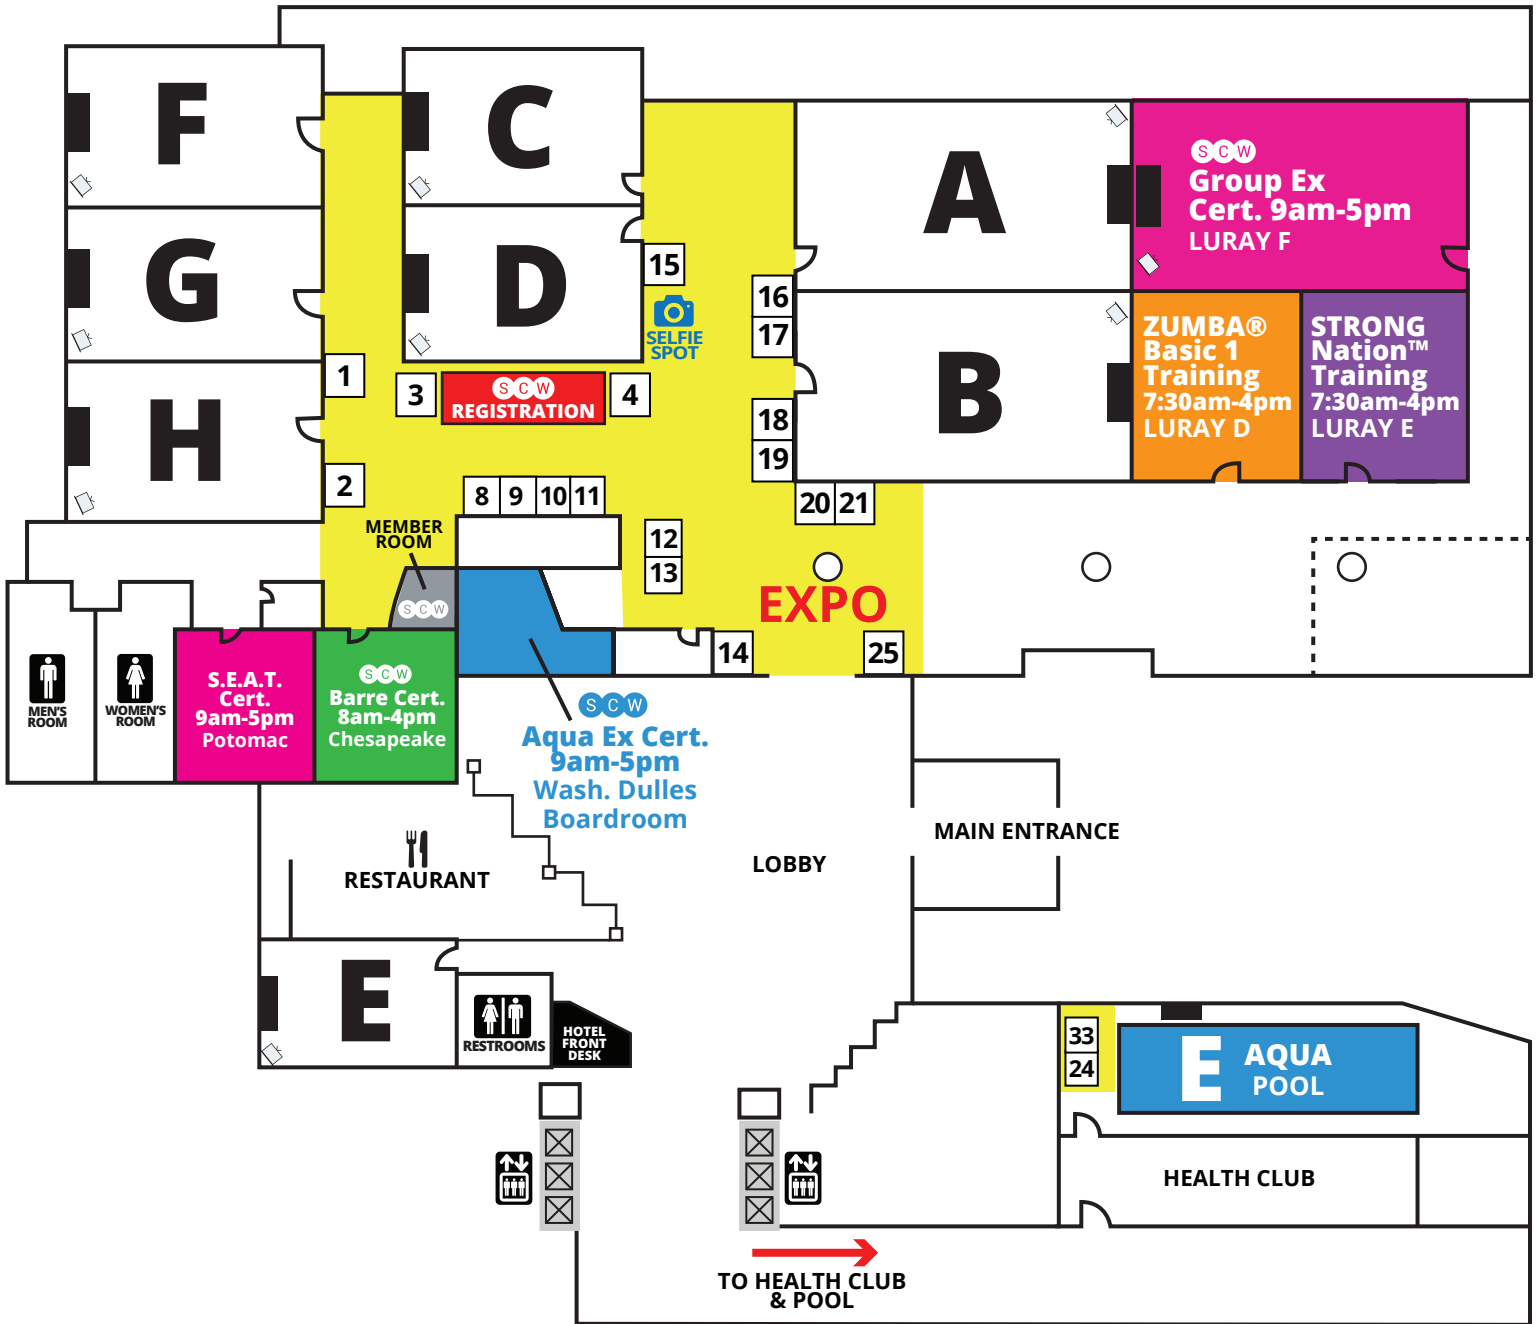 F
C
A
SCW
Group Ex
Cert. 9am-5pm
LURAY F
G
D
15
SELFIE
SPOT
16
17
B
ZUMBA®
Basic 1
Training
7:30am-4pm
LURAY D
STRONG
Nation™
Training
7:30am-4pm
LURAY E
H
1
2
3
SCW
REGISTRATION
4
18
19
20
21
8
9
10
11
12
13
MEMBER
ROOM
SCW
EXPO
14
25
MEN'S
ROOM
WOMEN'S
ROOM
S.E.A.T.
Cert.
9am-5pm
Potomac
SCW
Barre Cert.
8am-4pm
Chesapeake
SCW
Aqua Ex Cert.
9am-5pm
Wash. Dulles
Boardroom
RESTAURANT
LOBBY
MAIN ENTRANCE
E
RESTROOMS
HOTEL
FRONT
DESK
33
24
E
AQUA
POOL
HEALTH CLUB
TO HEALTH CLUB
& POOL